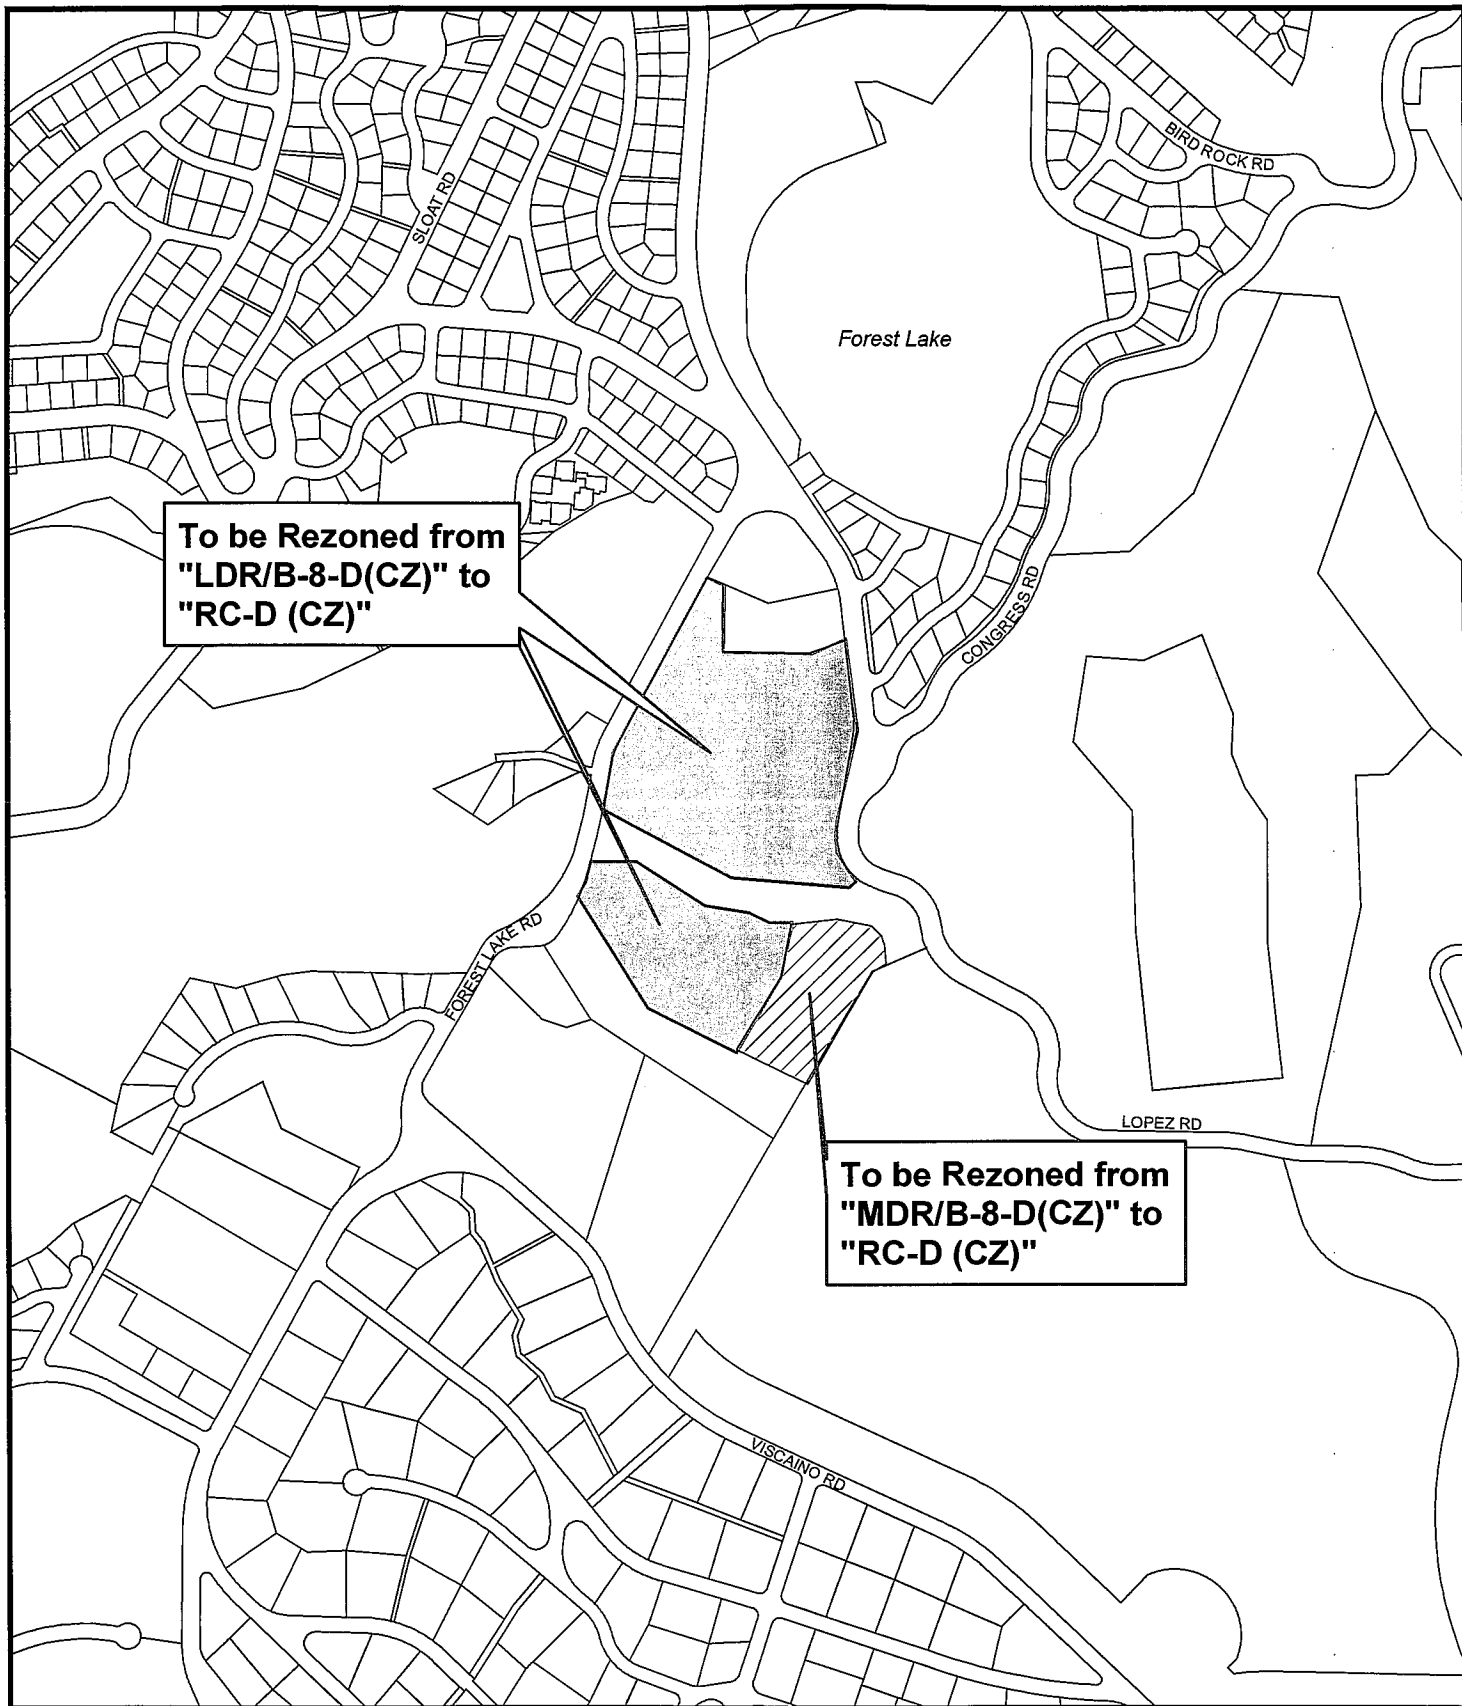 BIRD ROCK RD
SLOAT RD
Forest Lake
To be Rezoned from
"LDR/B-8-D(CZ)" to
"RC-D (CZ)"
CONGRESS RD
FOREST LAKE RD
LOPEZ RD
To be Rezoned from
"MDR/B-8-D(CZ)" to
"RC-D (CZ)"
VISCAINO RD